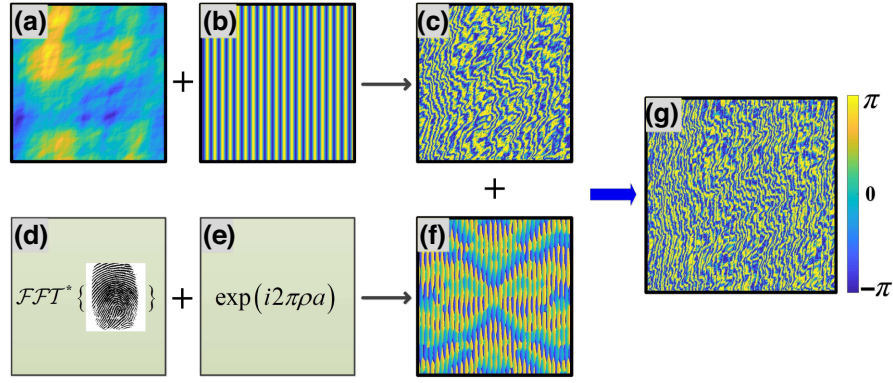 (a)
+
(b)
(c)
+
(d)
FFT* { }
+
(e)
exp(i2πρa)
(f)
(g)
π
0
−π